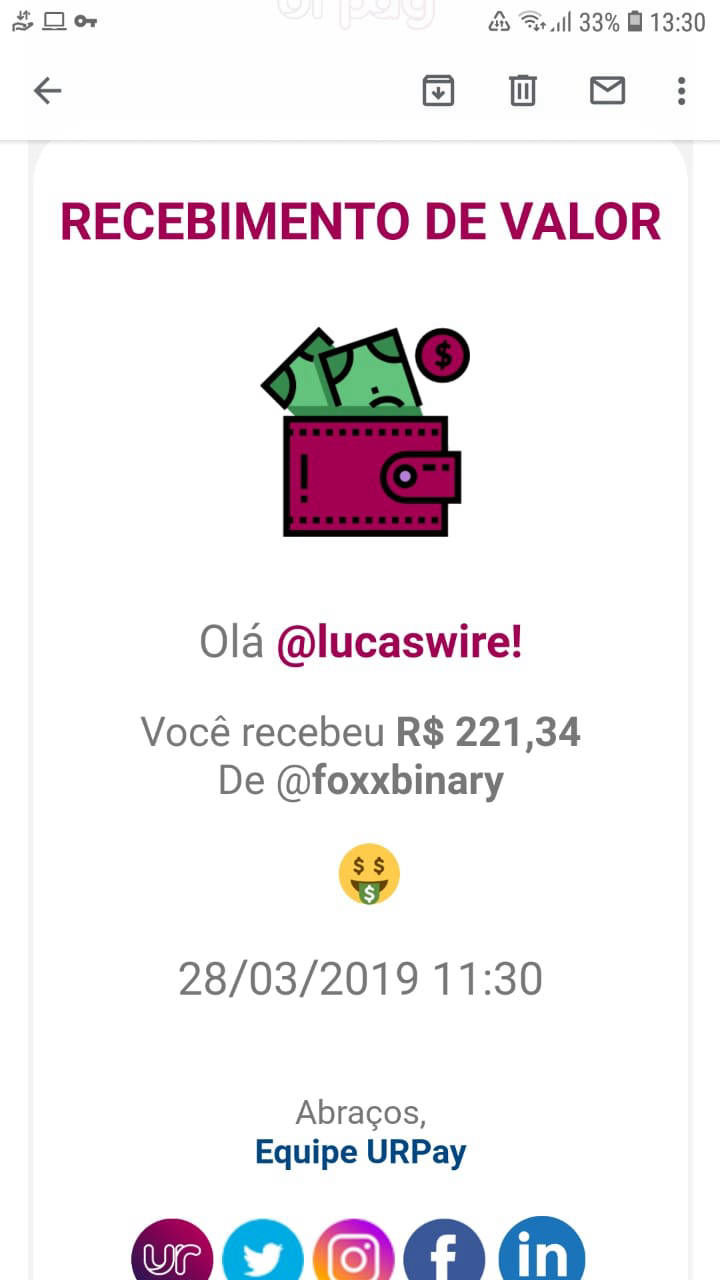 33% 13:30
RECEBIMENTO DE VALOR
$
Olá @lucaswire!
Você recebeu R$ 221,34
De @foxxbinary
$ $
$
28/03/2019 11:30
Abraços,
Equipe URPay
ur f in